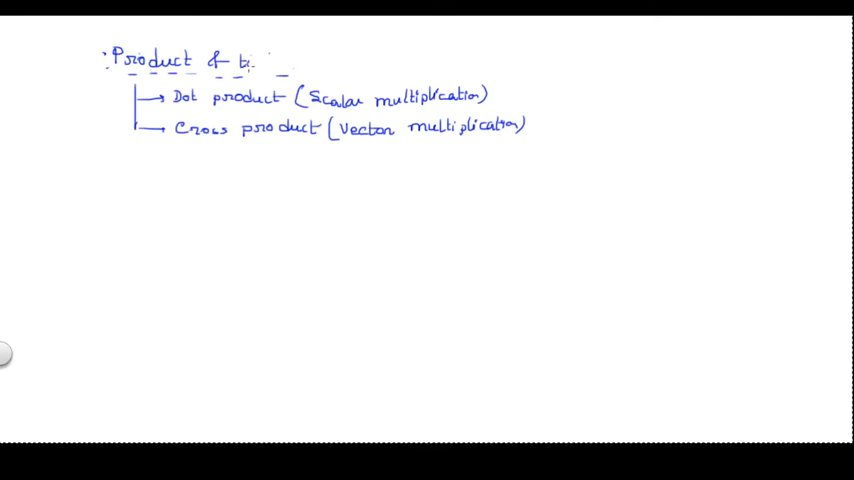 :Product &
Dot product (Scalar multiplication)
Cross product (Vector multiplication)